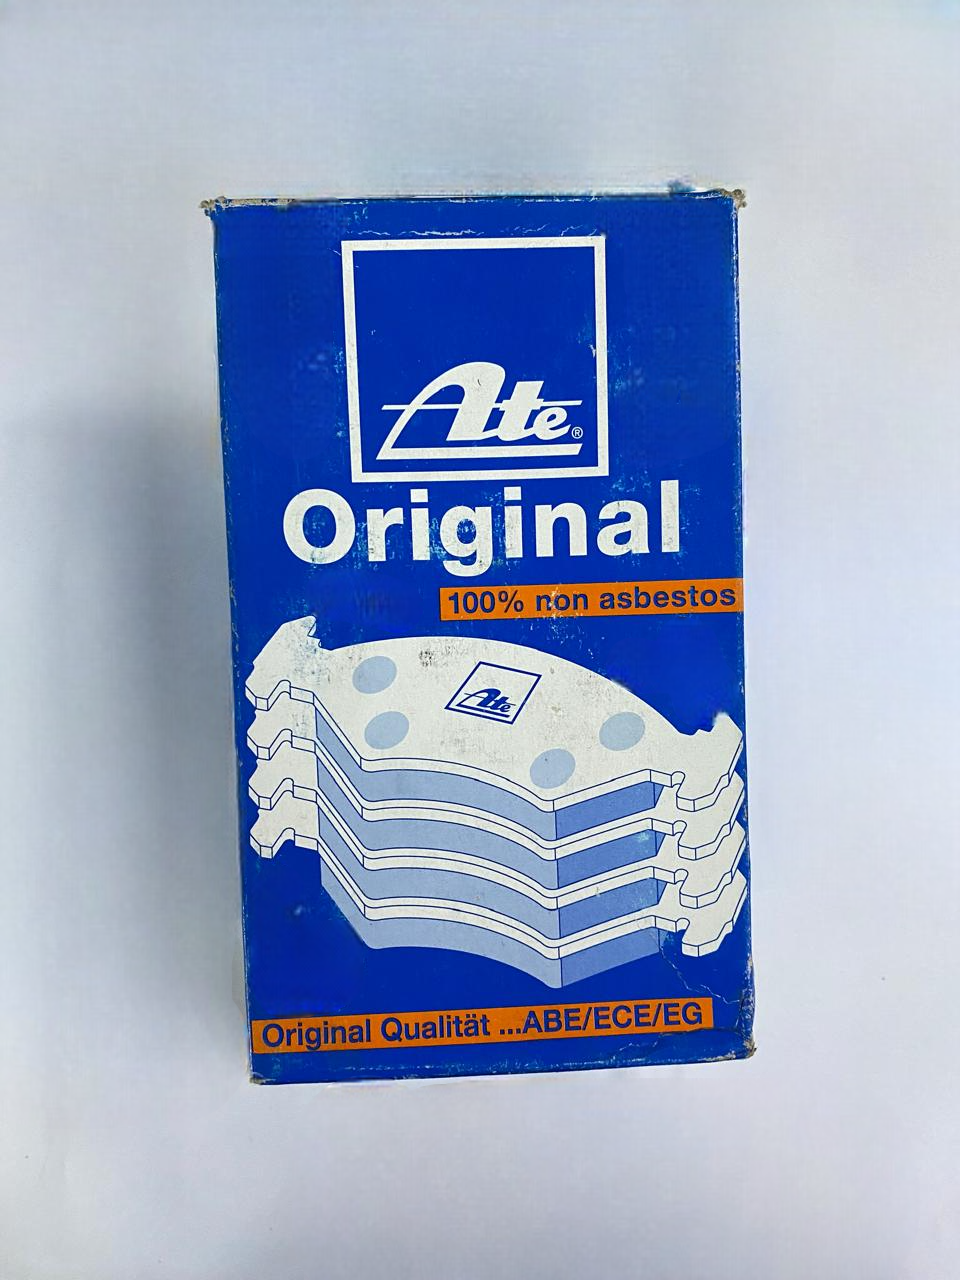 Ate®
Original
100% non asbestos
Ate
Original Qualität ...ABE/ECE/EG